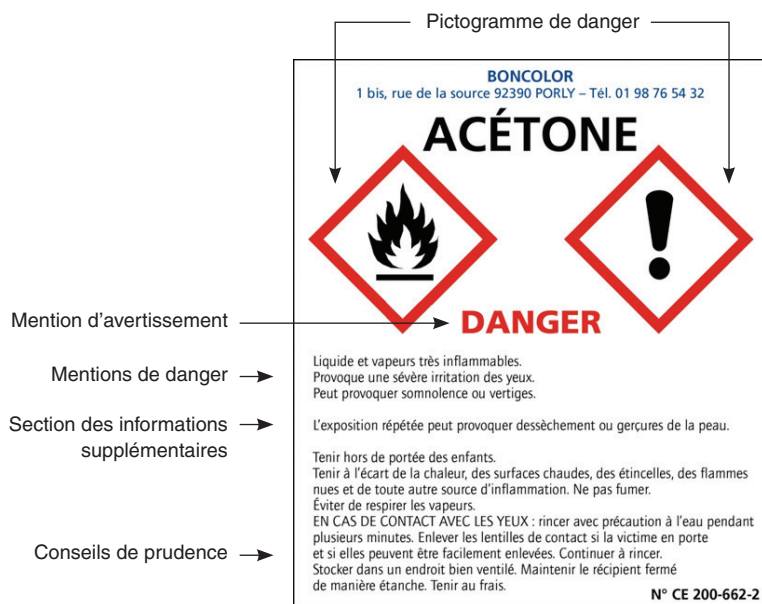 Pictogramme de danger
BONCOLOR
1 bis, rue de la source 92390 PORLY – Tél. 01 98 76 54 32
ACÉTONE
Mention d'avertissement
DANGER
Mentions de danger
Liquide et vapeurs très inflammables.
Provoque une sévère irritation des yeux.
Peut provoquer somnolence ou vertiges.
Section des informations
supplémentaires
L'exposition répétée peut provoquer dessèchement ou gerçures de la peau.
Conseils de prudence
Tenir hors de portée des enfants.
Tenir à l'écart de la chaleur, des surfaces chaudes, des étincelles, des flammes
nues et de toute autre source d'inflammation. Ne pas fumer.
Éviter de respirer les vapeurs.
EN CAS DE CONTACT AVEC LES YEUX : rincer avec précaution à l'eau pendant
plusieurs minutes. Enlever les lentilles de contact si la victime en porte
et si elles peuvent être facilement enlevées. Continuer à rincer.
Stocker dans un endroit bien ventilé. Maintenir le récipient fermé
de manière étanche. Tenir au frais.
N° CE 200-662-2